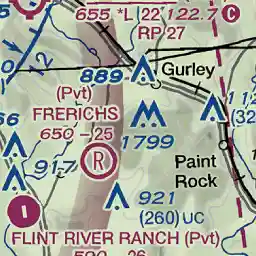 655 *L (22 122.7 C
RP 27
2
889
Gurley
(Pvt)
FRERICHS
650 - 25
1799
917
R
Paint
Rock
921
(260) UC
I
FLINT RIVER RANCH (Pvt)